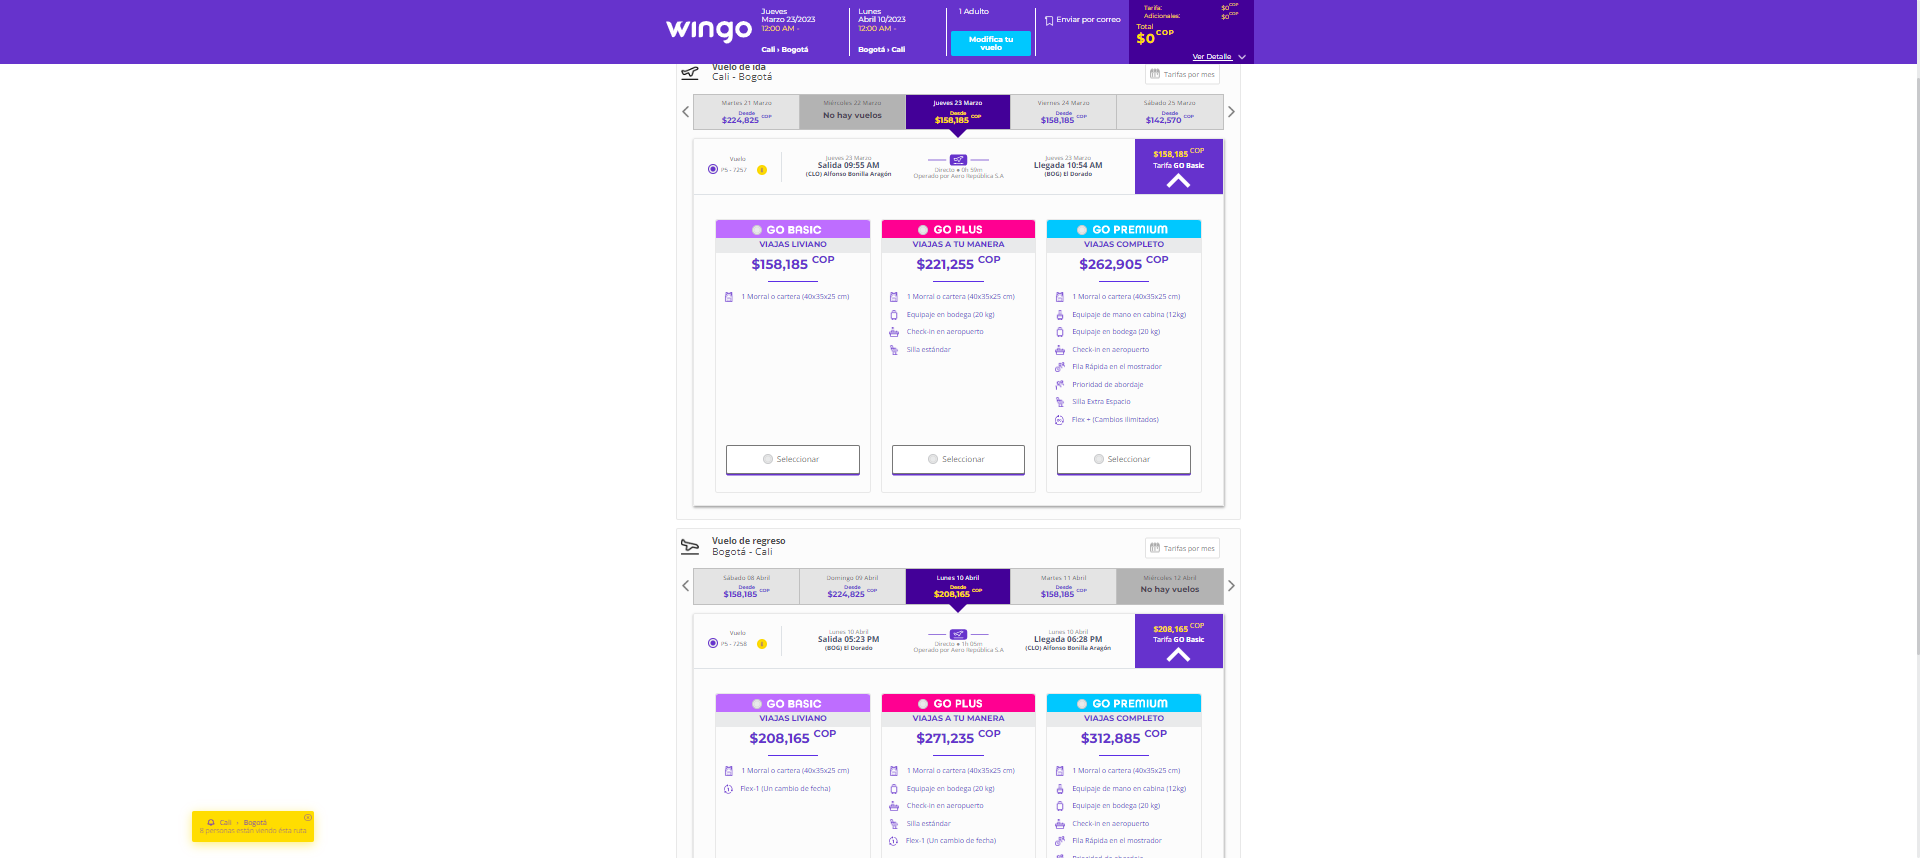 wingo
Jueves
Marzo 23/2023
12:00 AM -
Cali › Bogotá
Lunes
Abril 10/2023
12:00 AM -
Bogotá › Cali
1 Adulto
Modifica tu
vuelo
Enviar por correo
Tarifa: $0 COP
Adicionales: $0 COP
Total
$0 COP
Ver Detalle
Vuelo de ida
Cali - Bogotá
Tarifas por mes
Martes 21 Marzo
Desde
$224,825 COP
Miércoles 22 Marzo
No hay vuelos
Jueves 23 Marzo
Desde
$158,185 COP
Viernes 24 Marzo
Desde
$158,185 COP
Sábado 25 Marzo
Desde
$142,570 COP
Vuelo
P5 - 7257
Jueves 23 Marzo
Salida 09:55 AM
(CLO) Alfonso Bonilla Aragón
Directo ● 0h 59m
Operado por Aero República S.A
Jueves 23 Marzo
Llegada 10:54 AM
(BOG) El Dorado
$158,185 COP
Tarifa GO Basic
GO BASIC
VIAJAS LIVIANO
$158,185 COP
1 Morral o cartera (40x35x25 cm)
Seleccionar
GO PLUS
VIAJAS A TU MANERA
$221,255 COP
1 Morral o cartera (40x35x25 cm)
Equipaje en bodega (20 kg)
Check-in en aeropuerto
Silla estándar
Seleccionar
GO PREMIUM
VIAJAS COMPLETO
$262,905 COP
1 Morral o cartera (40x35x25 cm)
Equipaje de mano en cabina (12kg)
Equipaje en bodega (20 kg)
Check-in en aeropuerto
Fila Rápida en el mostrador
Prioridad de abordaje
Silla Extra Espacio
Flex + (Cambios ilimitados)
Seleccionar
Vuelo de regreso
Bogotá - Cali
Tarifas por mes
Sábado 08 Abril
Desde
$158,185 COP
Domingo 09 Abril
Desde
$224,825 COP
Lunes 10 Abril
Desde
$208,165 COP
Martes 11 Abril
Desde
$158,185 COP
Miércoles 12 Abril
No hay vuelos
Vuelo
P5 - 7258
Lunes 10 Abril
Salida 05:23 PM
(BOG) El Dorado
Directo ● 1h 05m
Operado por Aero República S.A
Lunes 10 Abril
Llegada 06:28 PM
(CLO) Alfonso Bonilla Aragón
$208,165 COP
Tarifa GO Basic
GO BASIC
VIAJAS LIVIANO
$208,165 COP
1 Morral o cartera (40x35x25 cm)
Flex-1 (Un cambio de fecha)
GO PLUS
VIAJAS A TU MANERA
$271,235 COP
1 Morral o cartera (40x35x25 cm)
Equipaje en bodega (20 kg)
Check-in en aeropuerto
Silla estándar
Flex-1 (Un cambio de fecha)
GO PREMIUM
VIAJAS COMPLETO
$312,885 COP
1 Morral o cartera (40x35x25 cm)
Equipaje de mano en cabina (12kg)
Equipaje en bodega (20 kg)
Check-in en aeropuerto
Fila Rápida en el mostrador
Prioridad de abordaje
Cali › Bogotá
8 personas están viendo ésta ruta